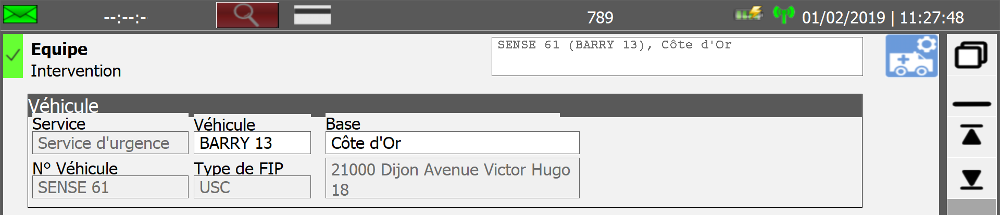 --:--:-
789
01/02/2019 | 11:27:48
Equipe
Intervention
SENSE 61 (BARRY 13), Côte d'Or
Véhicule
Service
Véhicule
Base
Service d'urgence
BARRY 13
Côte d'Or
N° Véhicule
Type de FIP
21000 Dijon Avenue Victor Hugo
18
SENSE 61
USC